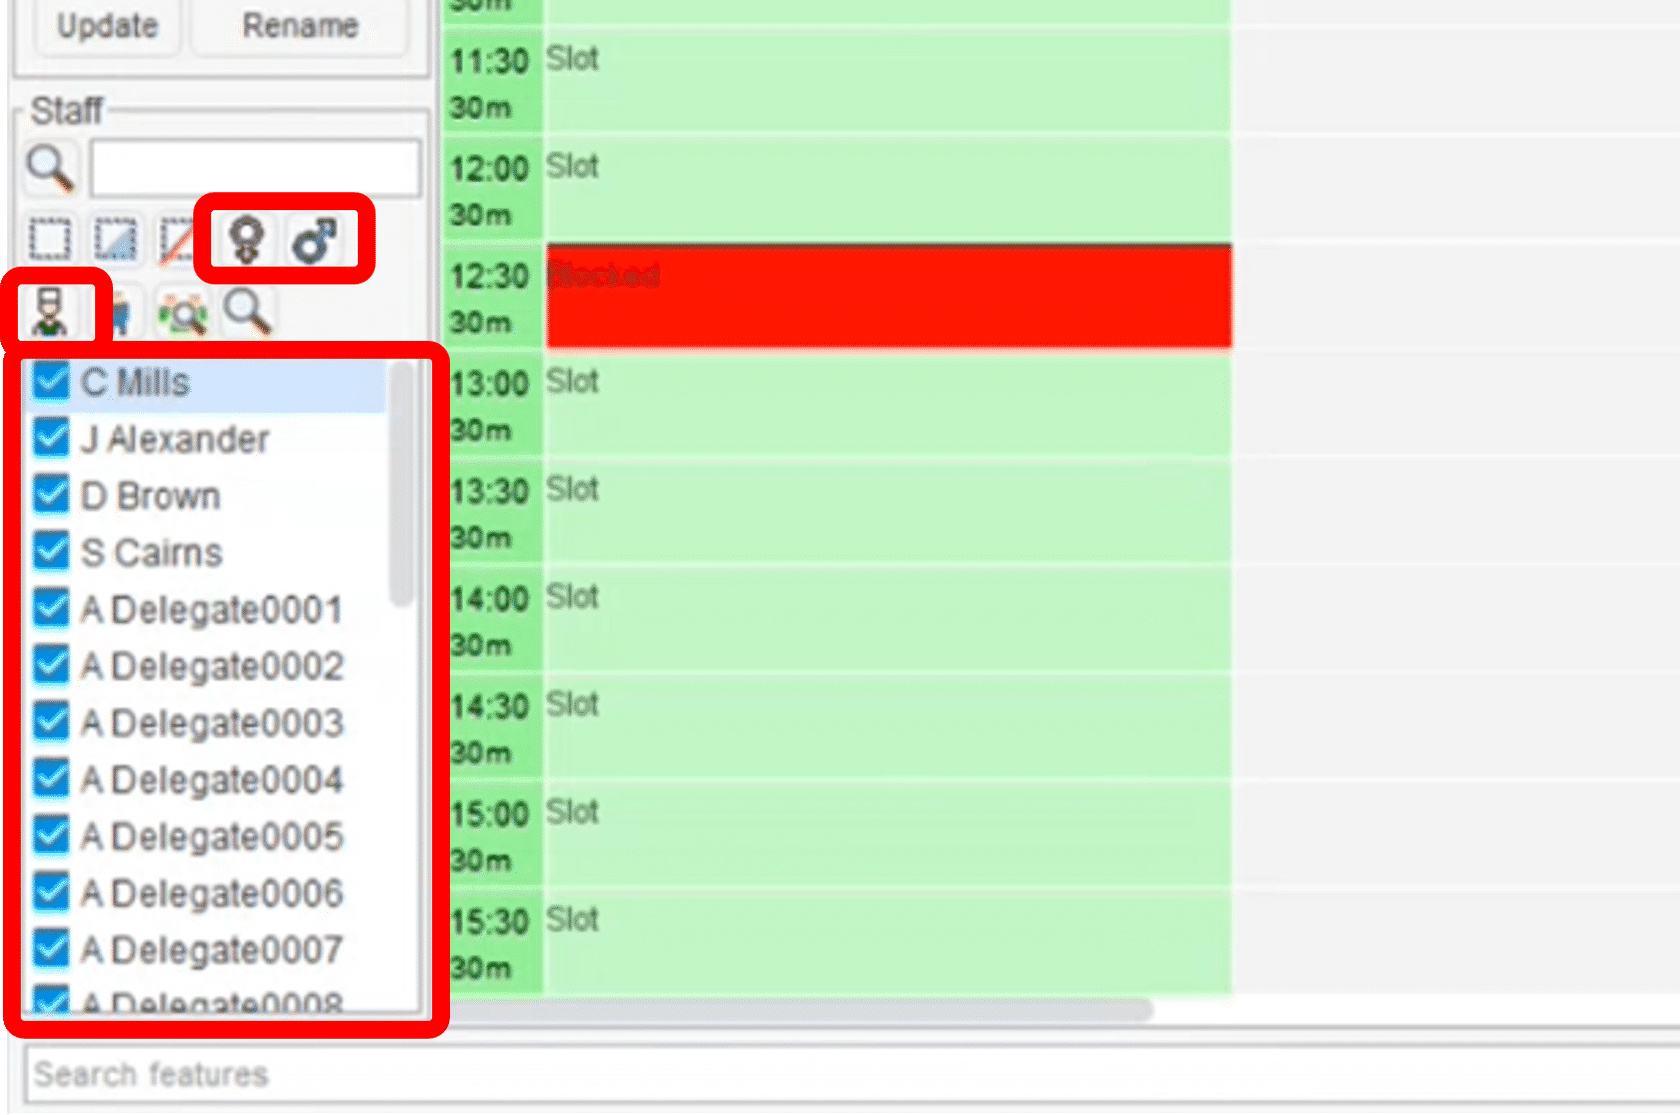 Update Rename
Staff
30m
11:30 Slot
30m
12:00 Slot
30m
12:30 Blocked
30m
13:00 Slot
30m
13:30 Slot
30m
14:00 Slot
30m
14:30 Slot
30m
15:00 Slot
30m
15:30 Slot
30m
C Mills
J Alexander
D Brown
S Cairns
A Delegate0001
A Delegate0002
A Delegate0003
A Delegate0004
A Delegate0005
A Delegate0006
A Delegate0007
A Delegate0008
Search features